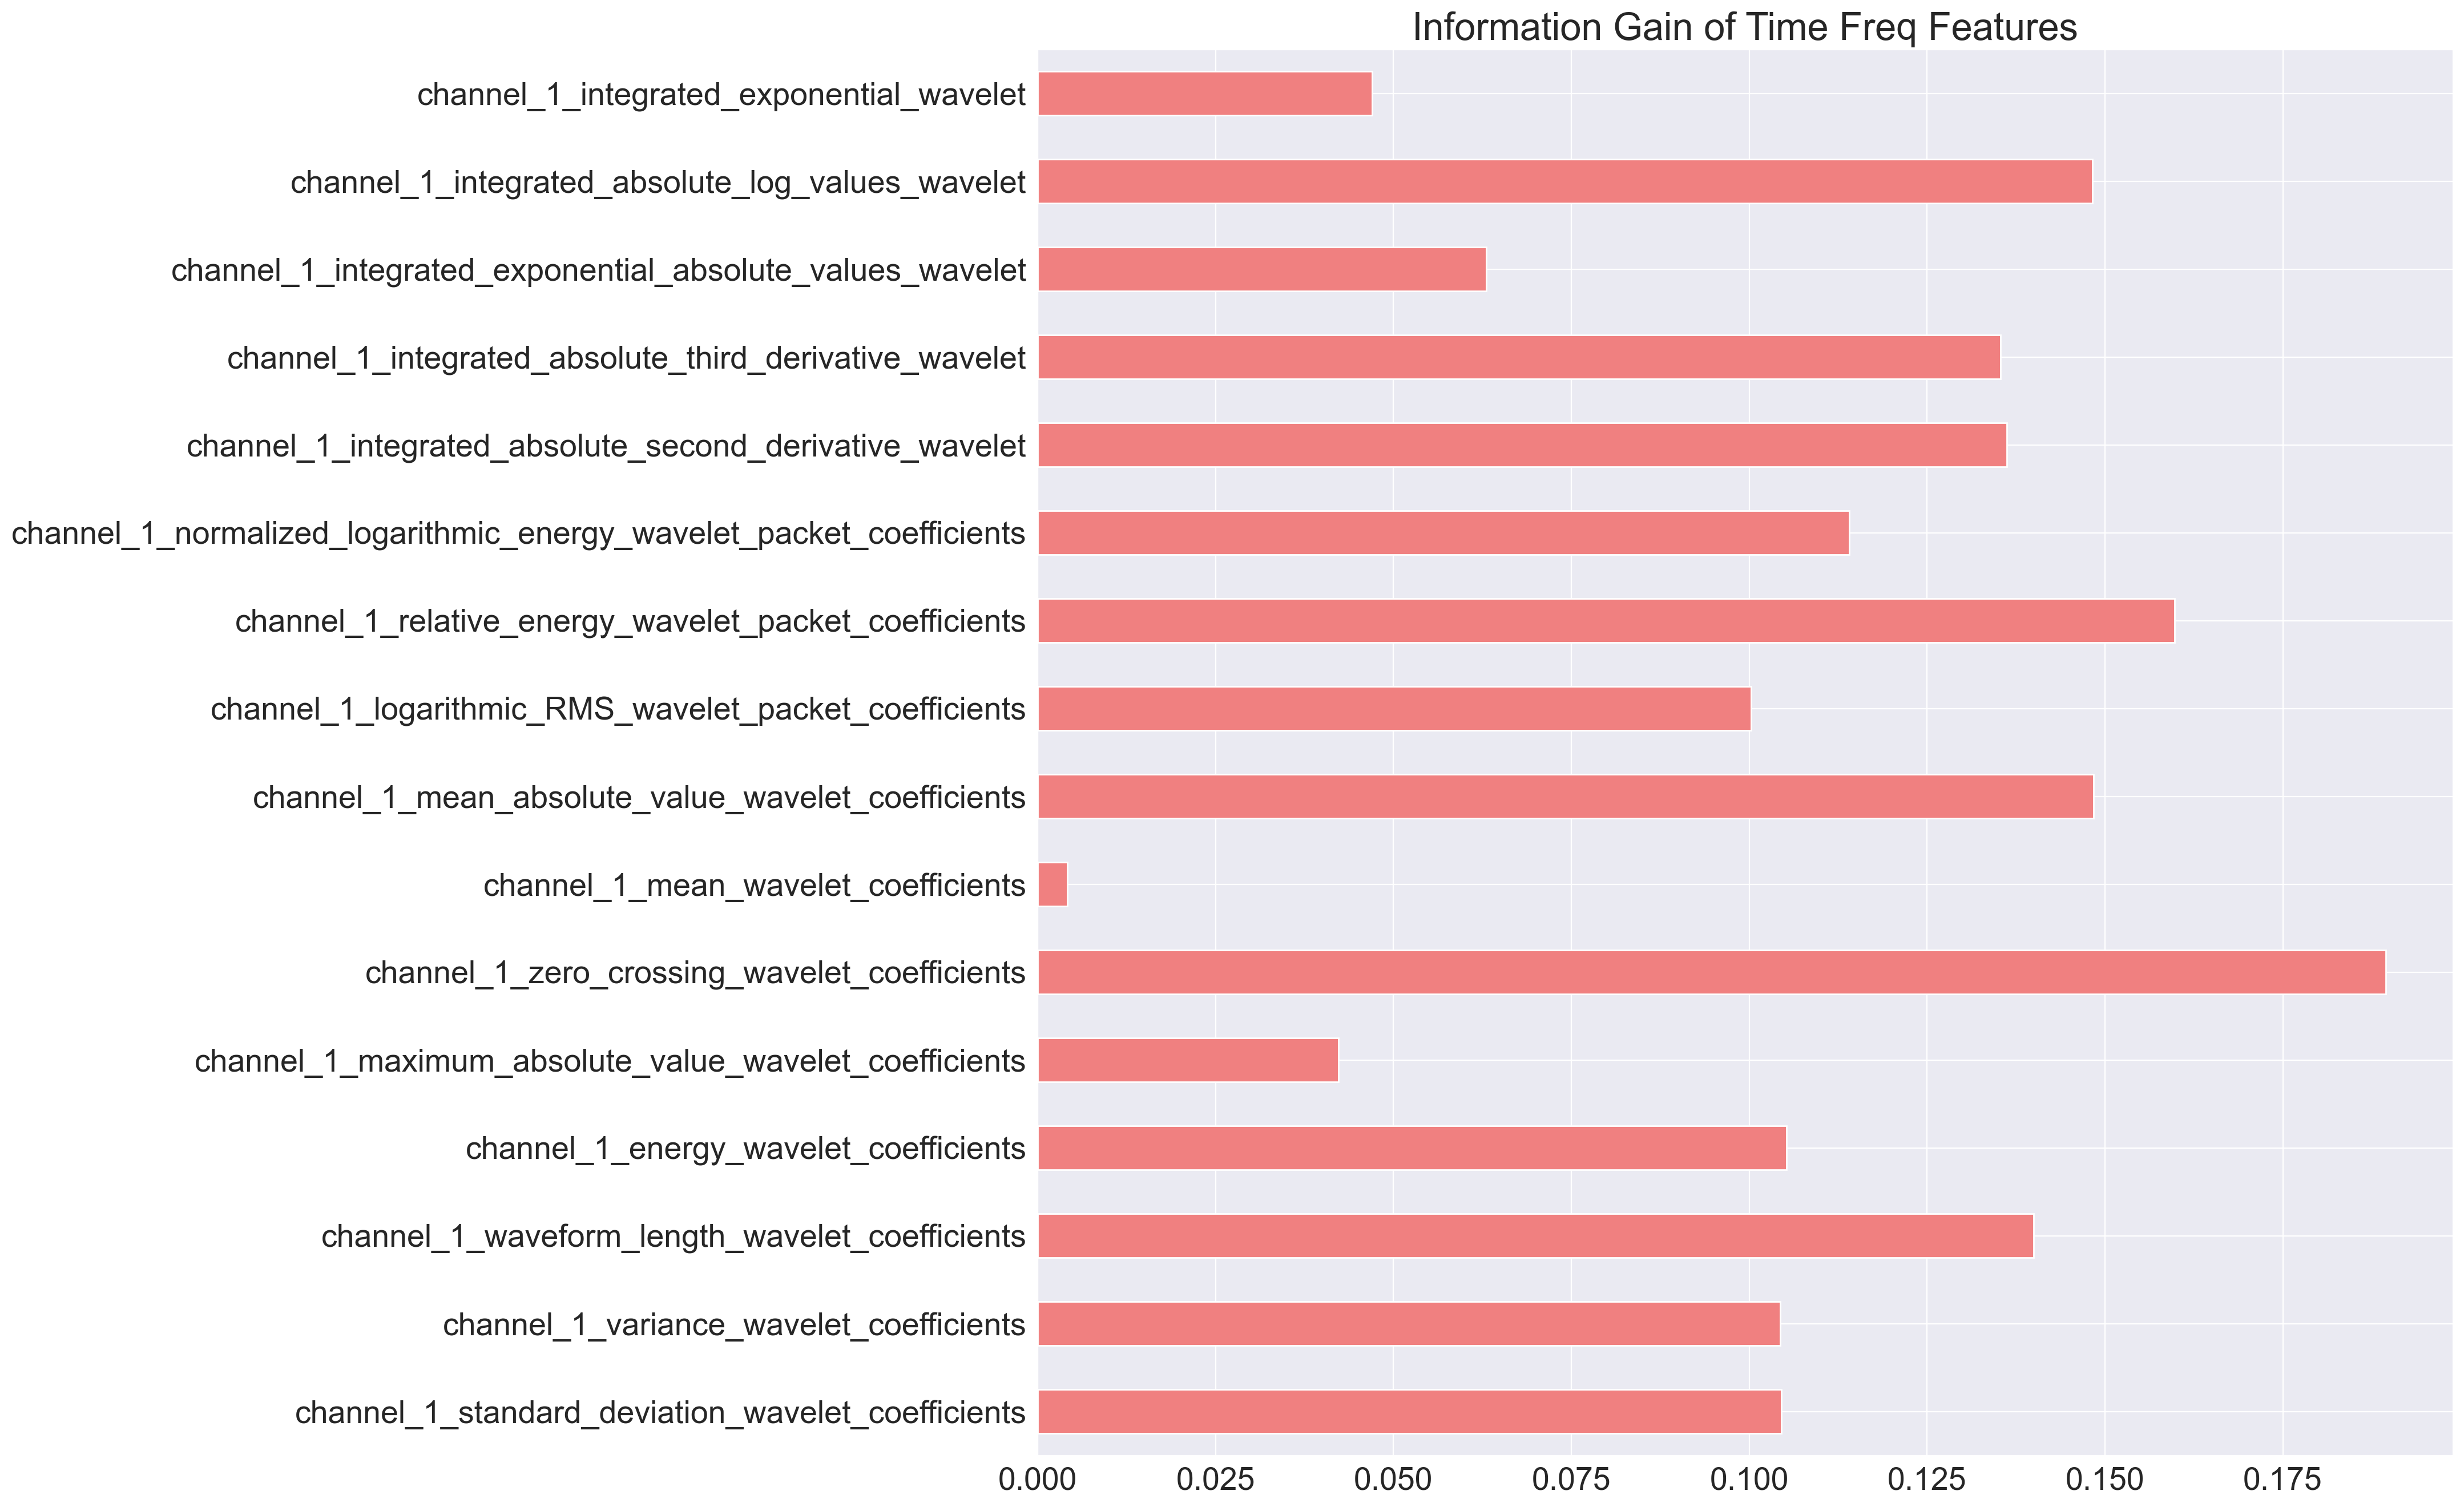 Information Gain of Time Freq Features
channel_1_integrated_exponential_wavelet
channel_1_integrated_absolute_log_values_wavelet
channel_1_integrated_exponential_absolute_values_wavelet
channel_1_integrated_absolute_third_derivative_wavelet
channel_1_integrated_absolute_second_derivative_wavelet
channel_1_normalized_logarithmic_energy_wavelet_packet_coefficients
channel_1_relative_energy_wavelet_packet_coefficients
channel_1_logarithmic_RMS_wavelet_packet_coefficients
channel_1_mean_absolute_value_wavelet_coefficients
channel_1_mean_wavelet_coefficients
channel_1_zero_crossing_wavelet_coefficients
channel_1_maximum_absolute_value_wavelet_coefficients
channel_1_energy_wavelet_coefficients
channel_1_waveform_length_wavelet_coefficients
channel_1_variance_wavelet_coefficients
channel_1_standard_deviation_wavelet_coefficients
0.000 0.025 0.050 0.075 0.100 0.125 0.150 0.175